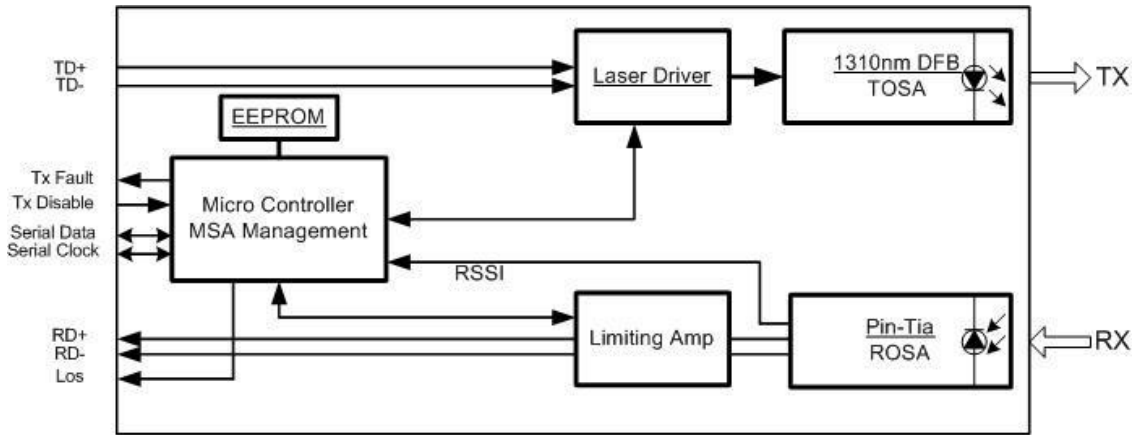 TD+
TD-
Laser Driver
1310nm DFB
TOSA
TX
EEPROM
Tx Fault
Tx Disable
Serial Data
Serial Clock
Micro Controller
MSA Management
RSSI
RD+
RD-
Los
Limiting Amp
Pin-Tia
ROSA
RX